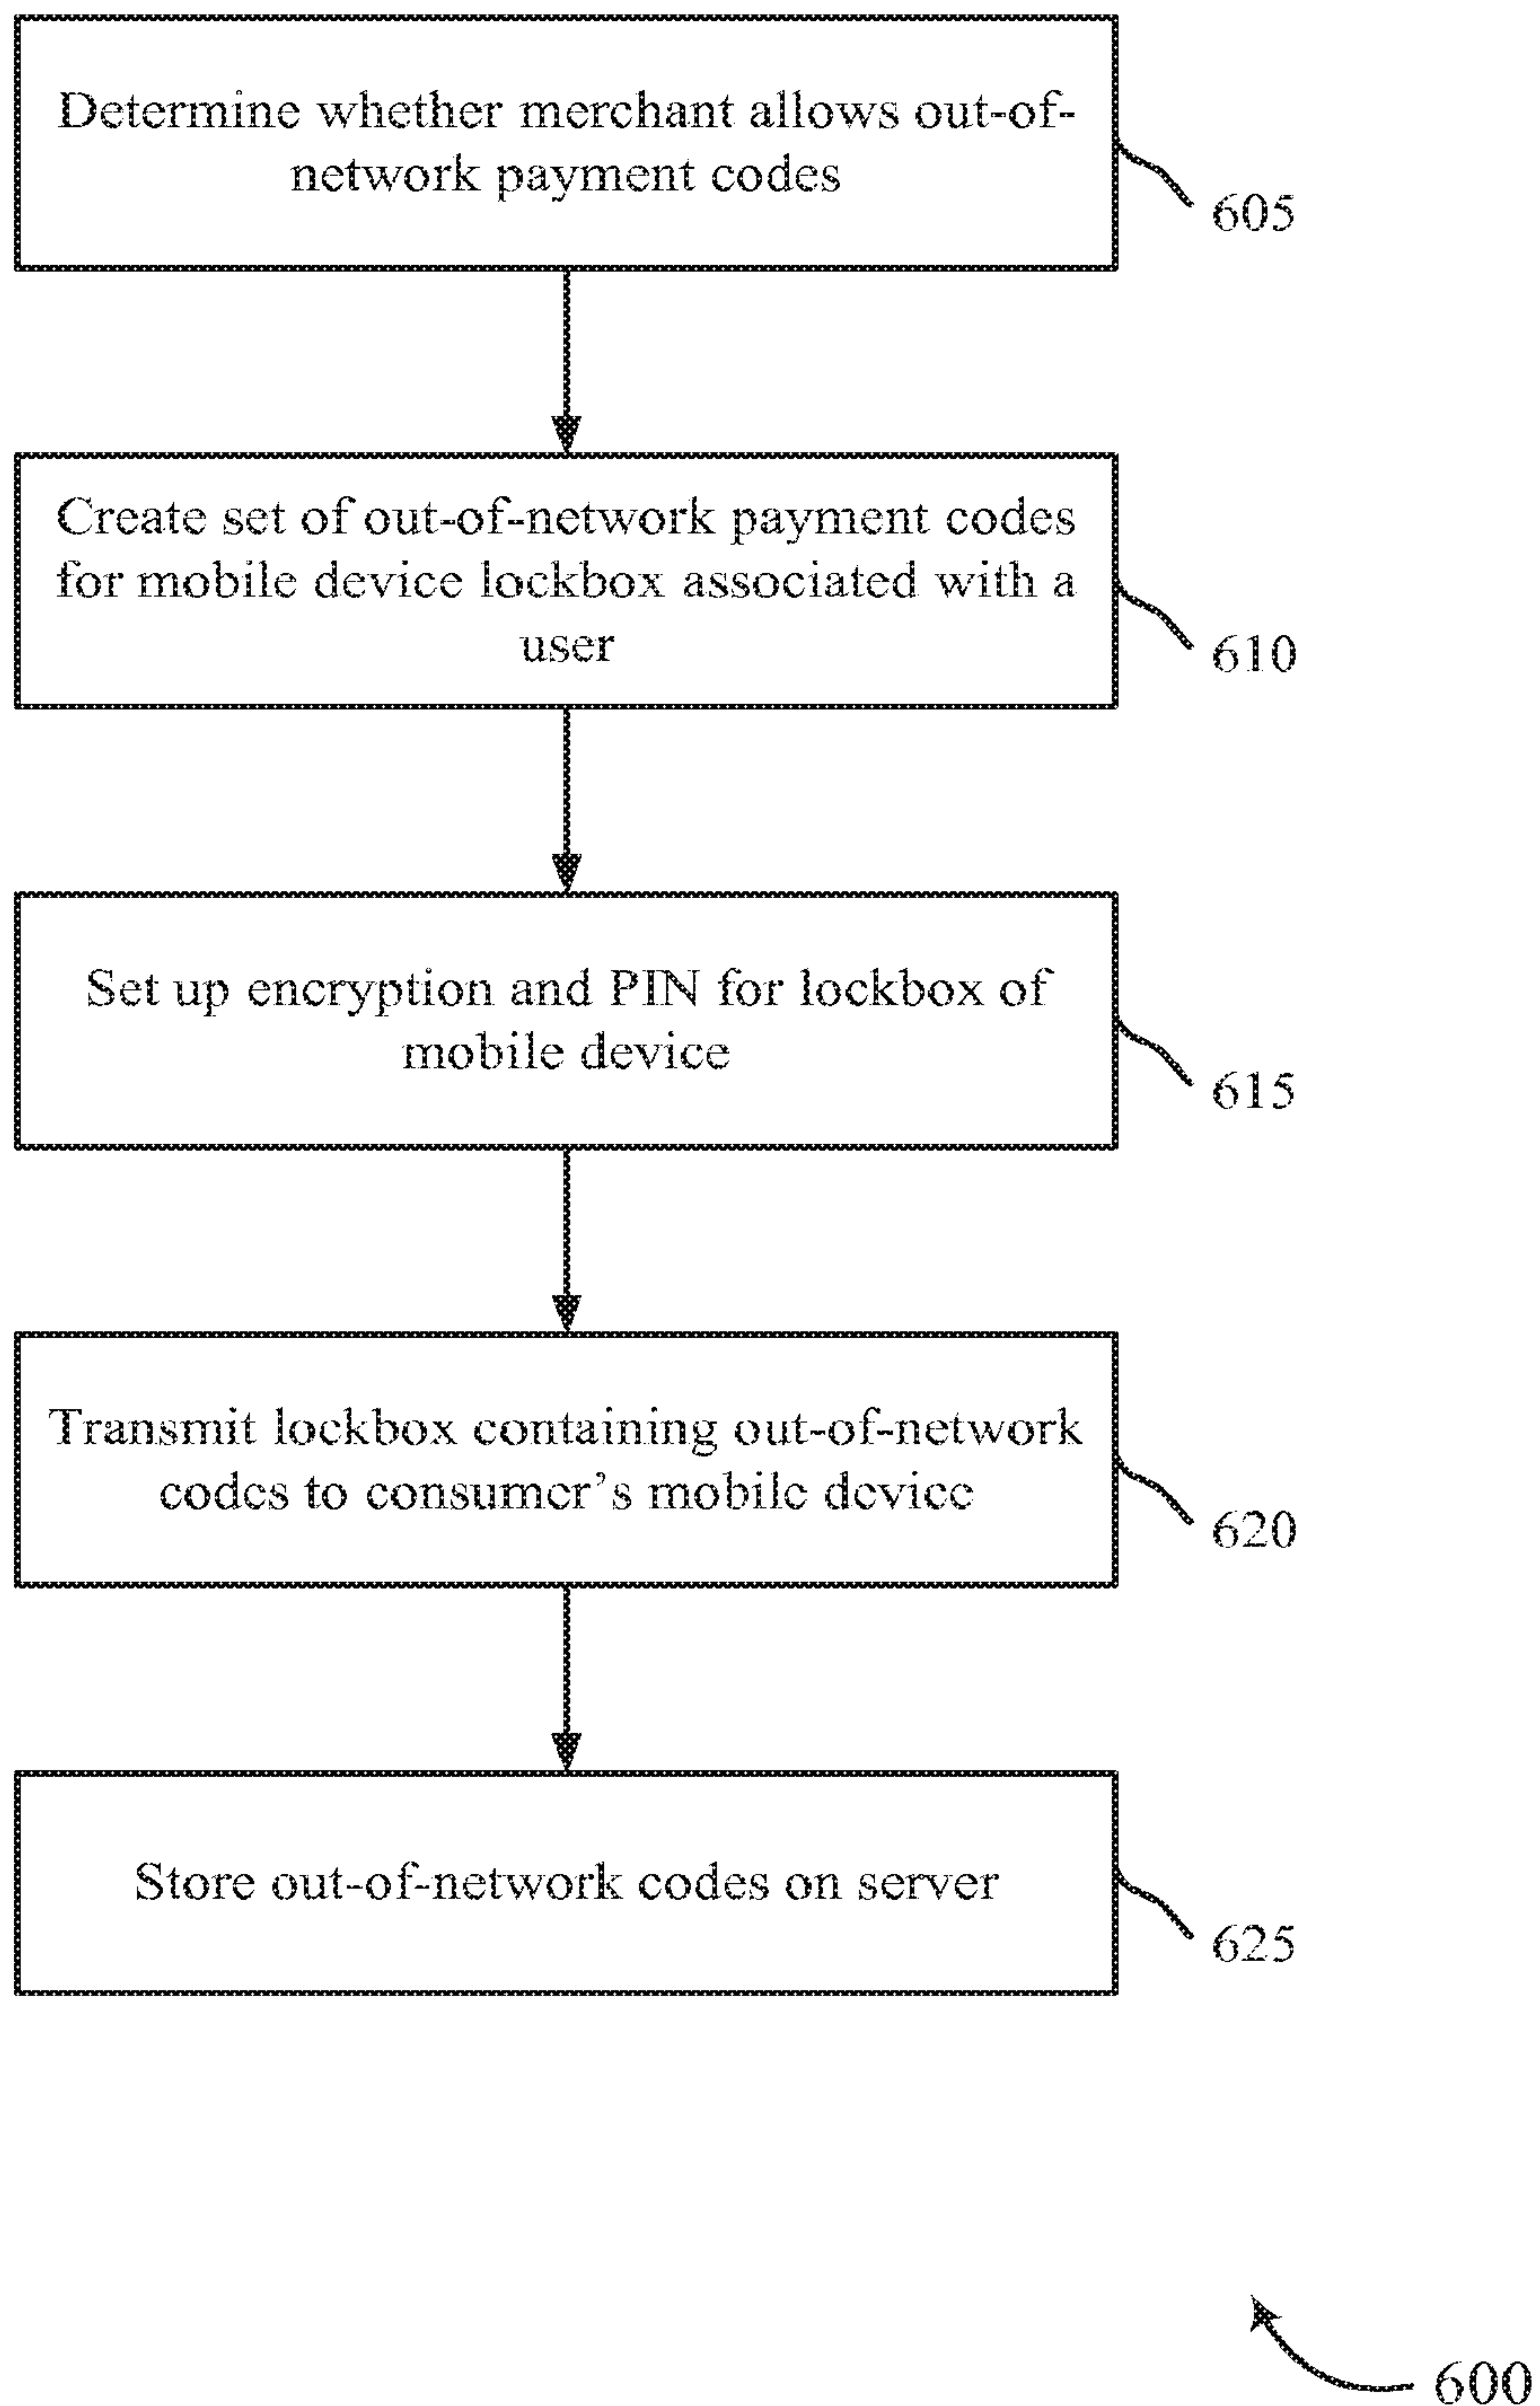 Determine whether merchant allows out-of-
network payment codes
605
Create set of out-of-network payment codes
for mobile device lockbox associated with a
user
610
Set up encryption and PIN for lockbox of
mobile device
615
Transmit lockbox containing out-of-network
codes to consumer's mobile device
620
Store out-of-network codes on server
625
600